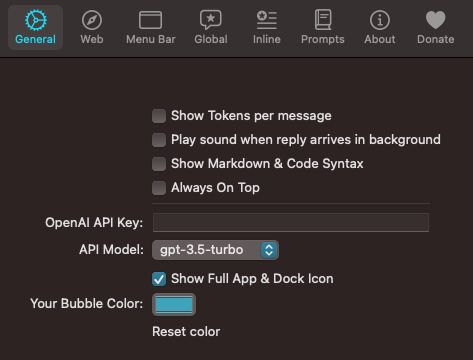 General
Web
Menu Bar
Global
Inline
Prompts
About
Donate
Show Tokens per message
Play sound when reply arrives in background
Show Markdown & Code Syntax
Always On Top
OpenAI API Key:
API Model: gpt-3.5-turbo
Show Full App & Dock Icon
Your Bubble Color:
Reset color